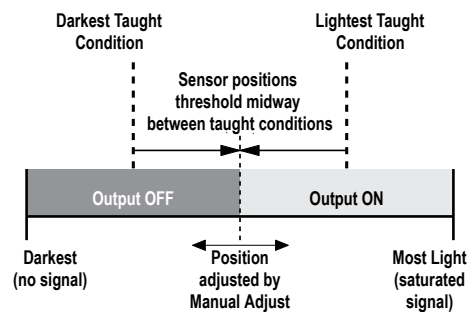 Darkest Taught
Condition
Lightest Taught
Condition
Sensor positions
threshold midway
between taught conditions
Output OFF
Output ON
Darkest
(no signal)
Position
adjusted by
Manual Adjust
Most Light
(saturated
signal)